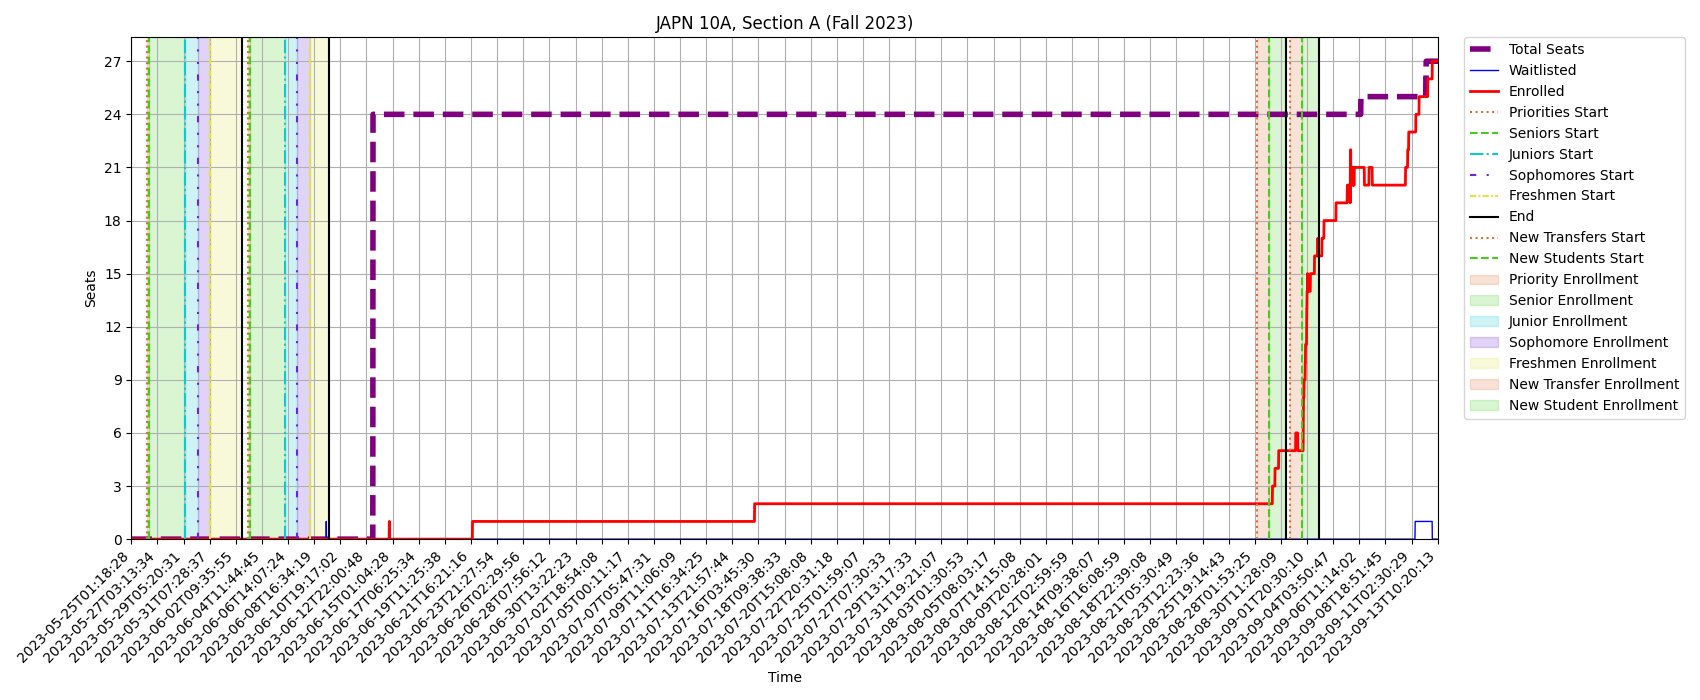 JAPN 10A, Section A (Fall 2023)
Seats
27
24
21
18
15
12
9
6
3
0
2023-05-25T01:18:28
2023-05-27T03:13:34
2023-05-29T05:20:31
2023-05-31T07:28:37
2023-06-02T09:35:55
2023-06-04T11:44:45
2023-06-06T14:07:24
2023-06-08T16:34:19
2023-06-10T19:17:02
2023-06-12T22:00:48
2023-06-15T01:04:28
2023-06-17T06:25:34
2023-06-19T11:25:38
2023-06-21T16:21:16
2023-06-23T21:27:54
2023-06-26T02:29:56
2023-06-28T07:56:12
2023-06-30T13:22:23
2023-07-02T18:54:08
2023-07-05T00:11:17
2023-07-07T05:47:31
2023-07-09T11:06:09
2023-07-11T16:34:25
2023-07-13T21:57:44
2023-07-16T03:45:30
2023-07-18T09:38:33
2023-07-20T15:08:08
2023-07-22T20:31:18
2023-07-25T01:59:07
2023-07-27T07:30:33
2023-07-29T13:17:33
2023-07-31T19:21:07
2023-08-03T01:30:53
2023-08-05T08:03:17
2023-08-07T14:15:08
2023-08-09T20:28:01
2023-08-12T02:59:59
2023-08-14T09:38:07
2023-08-16T16:08:59
2023-08-18T22:39:08
2023-08-21T05:30:49
2023-08-23T12:23:36
2023-08-25T19:14:43
2023-08-28T01:53:25
2023-08-30T11:28:09
2023-09-01T20:30:10
2023-09-04T03:50:47
2023-09-06T11:14:02
2023-09-08T18:51:45
2023-09-11T02:30:29
2023-09-13T10:20:13
Time
Total Seats
Waitlisted
Enrolled
Priorities Start
Seniors Start
Juniors Start
Sophomores Start
Freshmen Start
End
New Transfers Start
New Students Start
Priority Enrollment
Senior Enrollment
Junior Enrollment
Sophomore Enrollment
Freshmen Enrollment
New Transfer Enrollment
New Student Enrollment